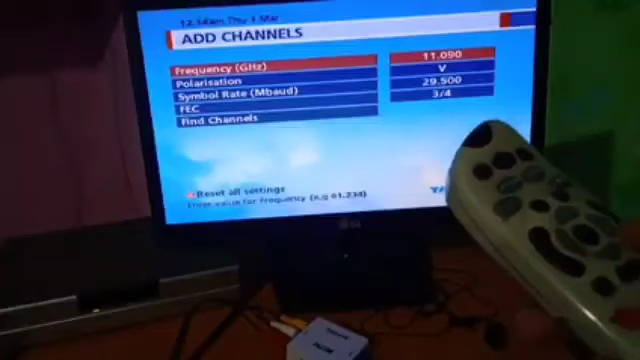 12.14am Thu 1 Mar
ADD CHANNELS
Frequency (GHz) 11.090
Polarisation V
Symbol Rate (Mbaud) 29.500
FEC 3/4
Find Channels
Reset all settings
Enter value for frequency (e.g 01.234)
LG